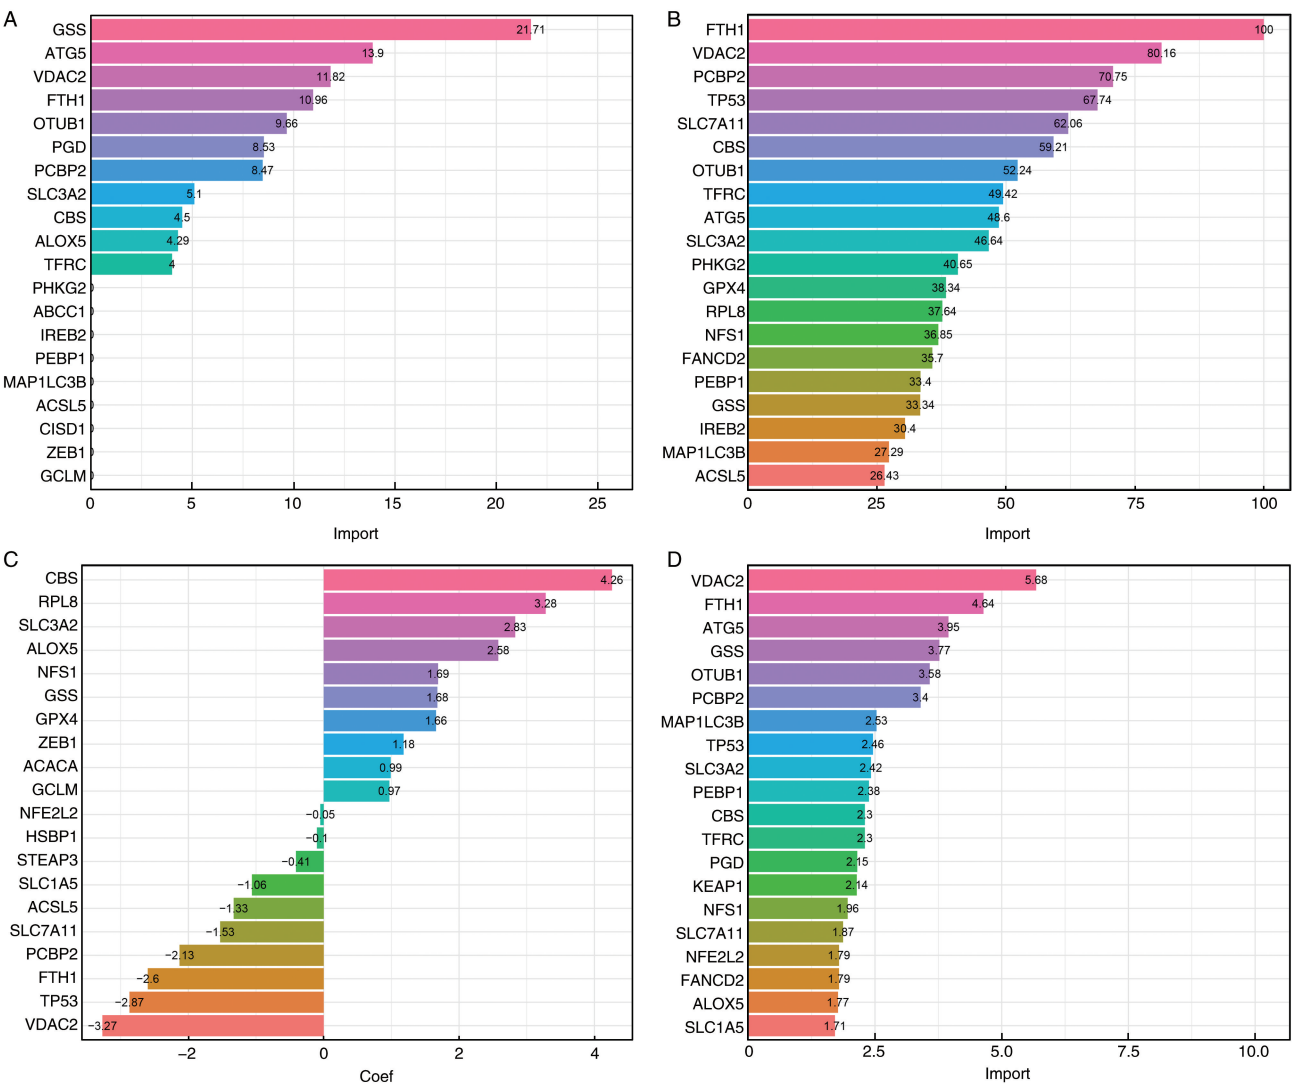 A
GSS 21.71
ATG5 13.9
VDAC2 11.82
FTH1 10.96
OTUB1 9.66
PGD 8.53
PCBP2 8.47
SLC3A2 5.1
CBS 4.5
ALOX5 4.29
TFRC 4
PHKG2 0
ABCC1 0
IREB2 0
PEBP1 0
MAP1LC3B 0
ACSL5 0
CISD1 0
ZEB1 0
GCLM 0
0 5 10 15 20 25
Import
B
FTH1 100
VDAC2 80.16
PCBP2 70.75
TP53 67.74
SLC7A11 62.06
CBS 59.21
OTUB1 52.24
TFRC 49.42
ATG5 48.6
SLC3A2 46.64
PHKG2 40.65
GPX4 38.34
RPL8 37.64
NFS1 36.85
FANCD2 35.7
PEBP1 33.4
GSS 33.34
IREB2 30.4
MAP1LC3B 27.29
ACSL5 26.43
0 25 50 75 100
Import
C
CBS 4.26
RPL8 3.28
SLC3A2 2.83
ALOX5 2.58
NFS1 1.69
GSS 1.68
GPX4 1.66
ZEB1 1.18
ACACA 0.99
GCLM 0.97
NFE2L2 −0.05
HSBP1 −0.1
STEAP3 −0.41
SLC1A5 −1.06
ACSL5 −1.33
SLC7A11 −1.53
PCBP2 −2.13
FTH1 −2.6
TP53 −2.87
VDAC2 −3.27
−2 0 2 4
Coef
D
VDAC2 5.68
FTH1 4.64
ATG5 3.95
GSS 3.77
OTUB1 3.58
PCBP2 3.4
MAP1LC3B 2.53
TP53 2.46
SLC3A2 2.42
PEBP1 2.38
CBS 2.3
TFRC 2.3
PGD 2.15
KEAP1 2.14
NFS1 1.96
SLC7A11 1.87
NFE2L2 1.79
FANCD2 1.79
ALOX5 1.77
SLC1A5 1.71
0 2.5 5.0 7.5 10.0
Import